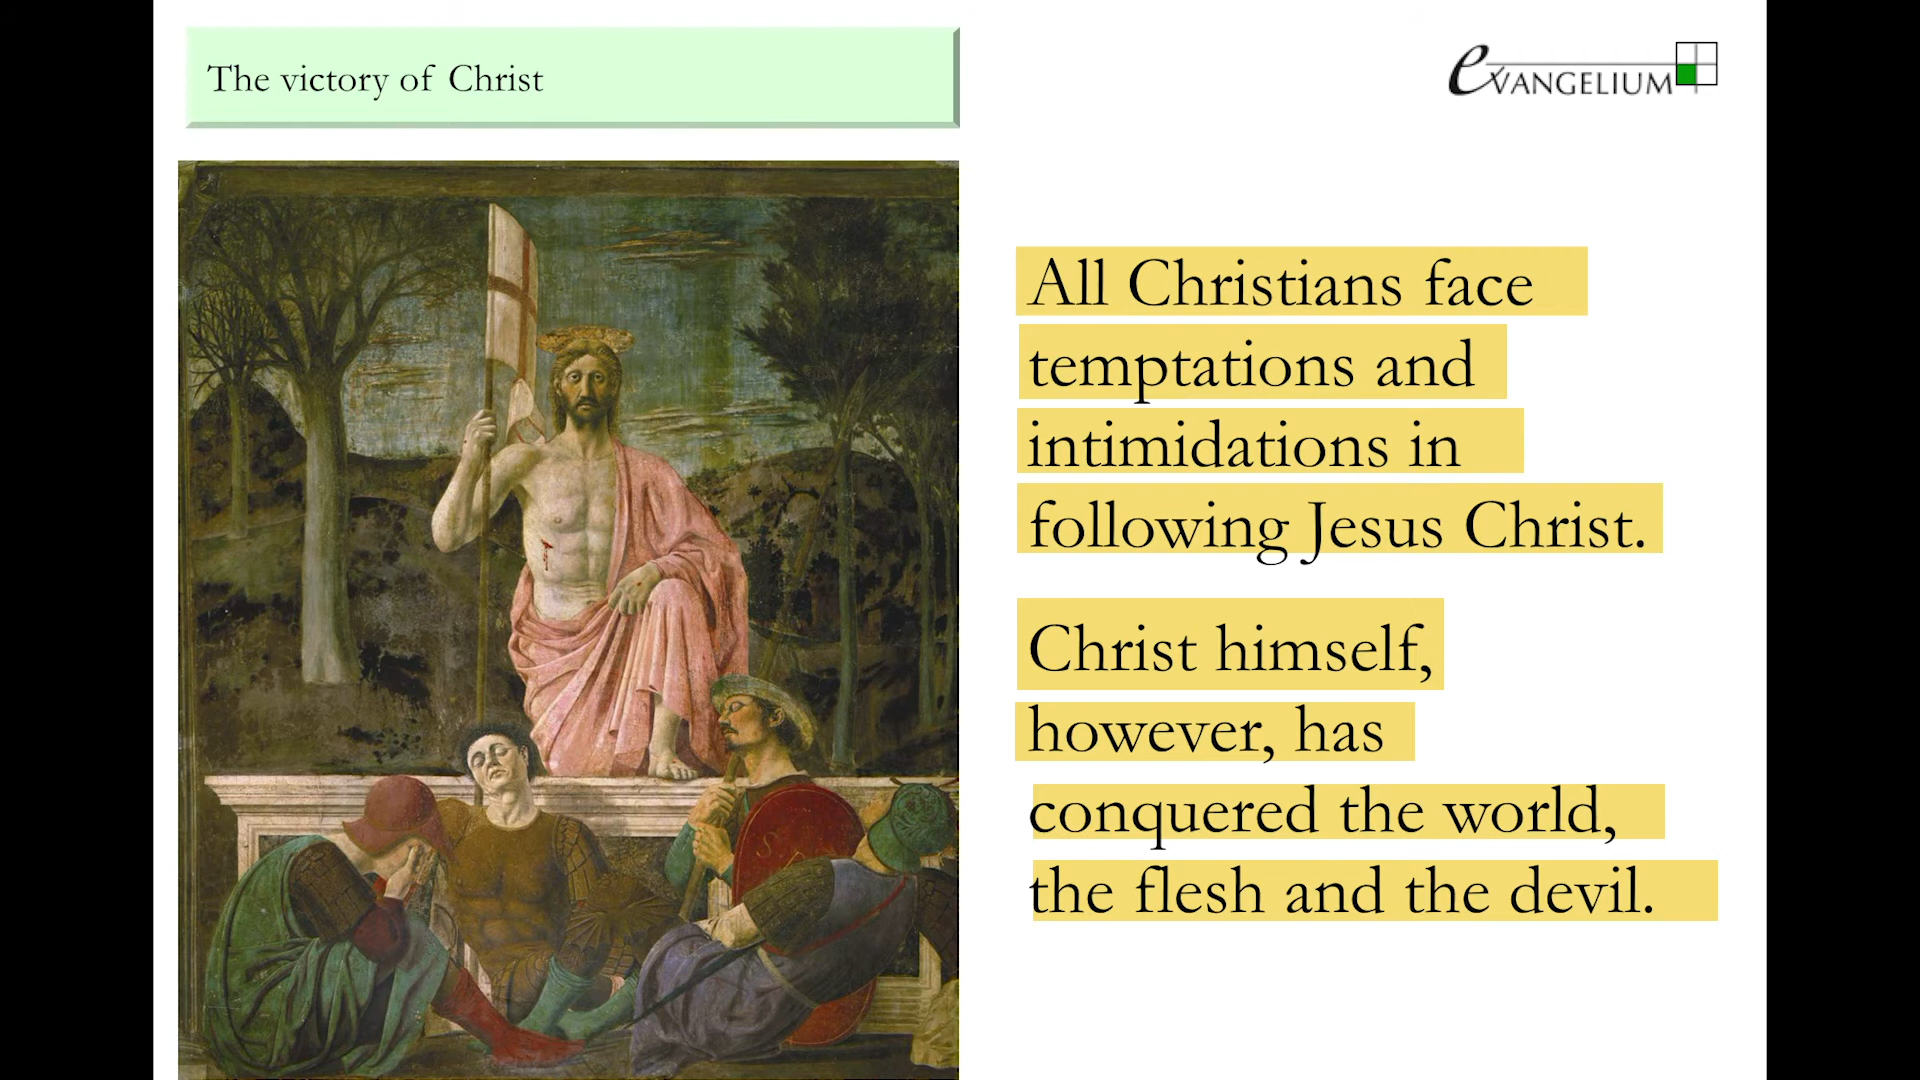 The victory of Christ
EVANGELIUM
All Christians face
temptations and
intimidations in
following Jesus Christ.
Christ himself,
however, has
conquered the world,
the flesh and the devil.